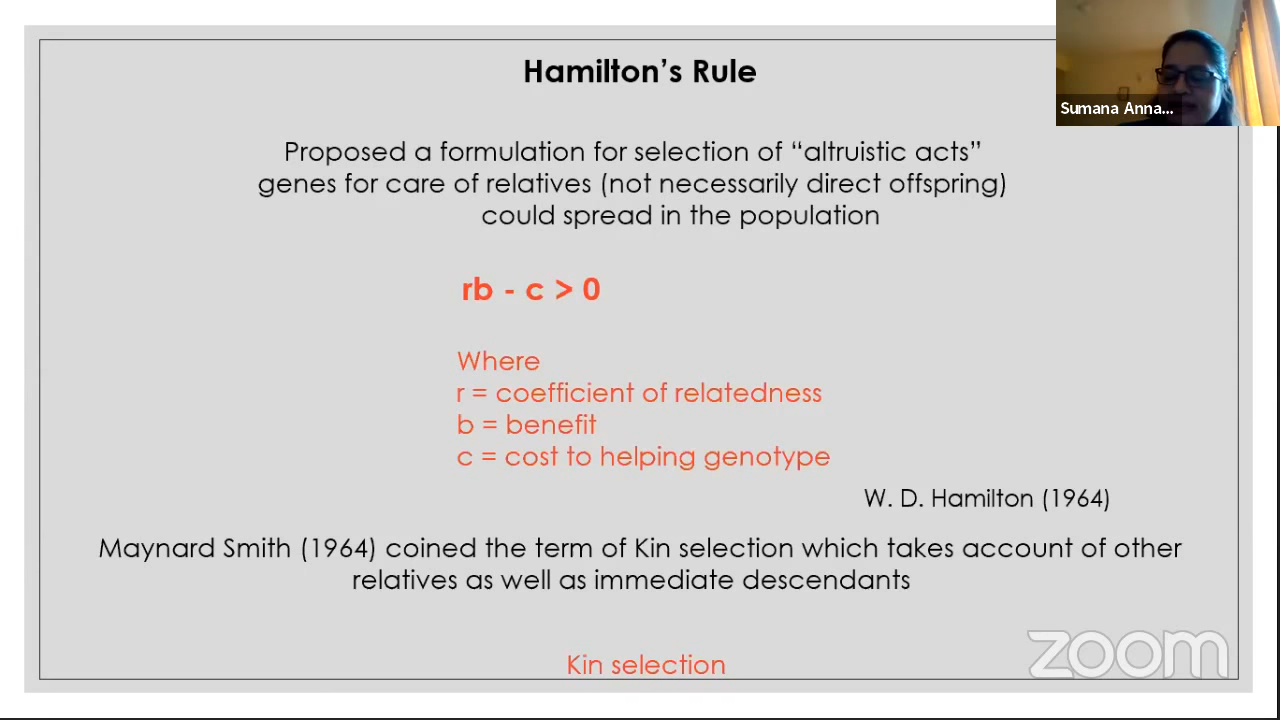 Hamilton’s Rule
Sumana Anna...
Proposed a formulation for selection of “altruistic acts”
genes for care of relatives (not necessarily direct offspring)
could spread in the population
rb - c > 0
Where
r = coefficient of relatedness
b = benefit
c = cost to helping genotype
W. D. Hamilton (1964)
Maynard Smith (1964) coined the term of Kin selection which takes account of other
relatives as well as immediate descendants
Kin selection
zoom